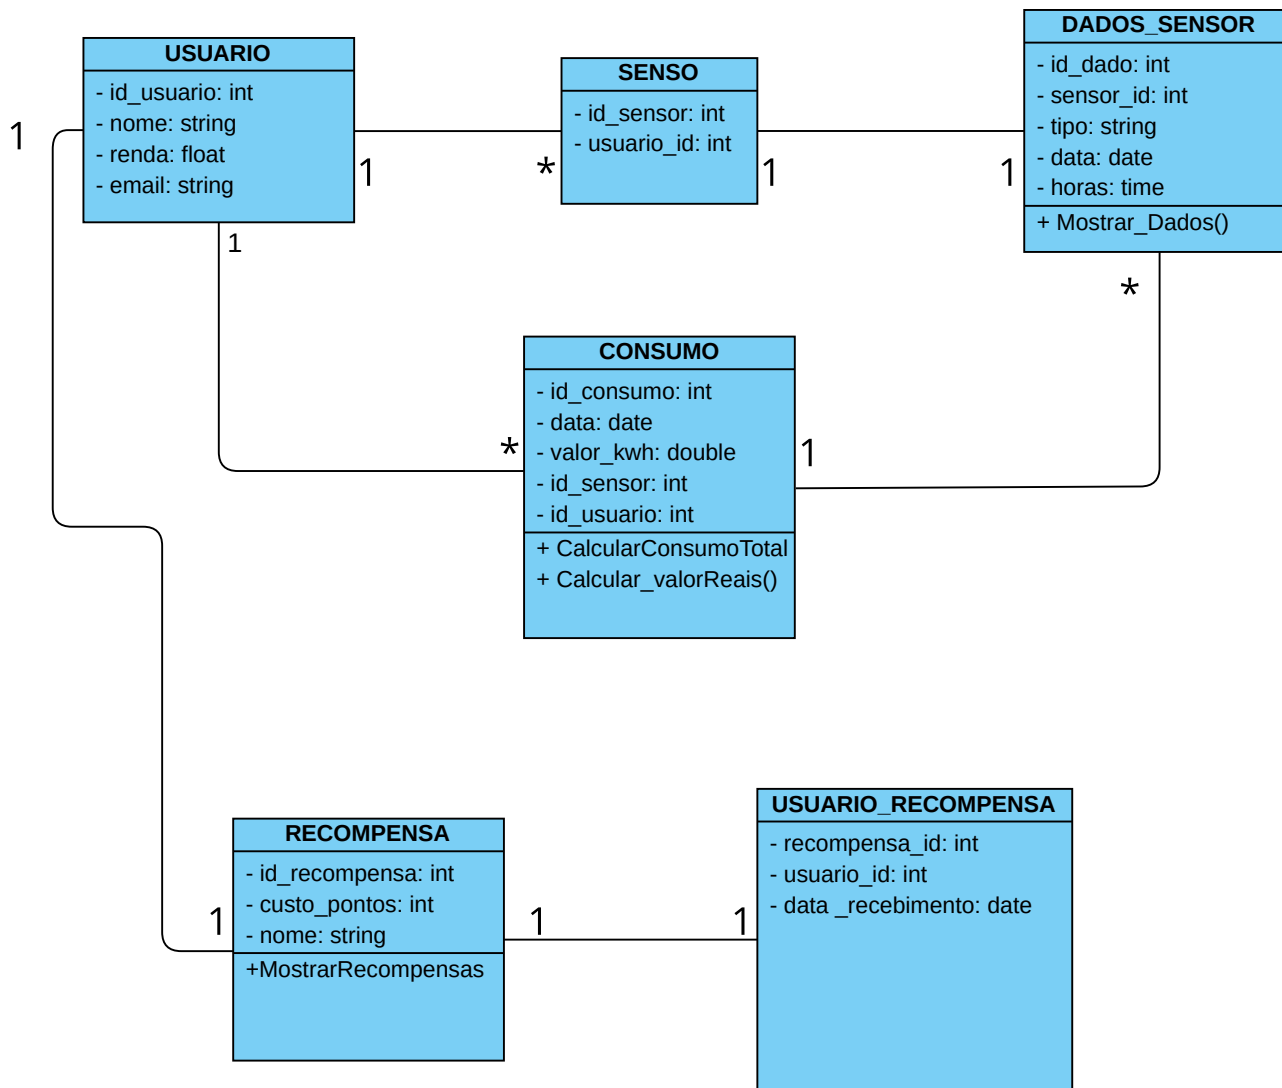 USUARIO
- id_usuario: int
- nome: string
- renda: float
- email: string
1
1
1
SENSO
- id_sensor: int
- usuario_id: int
*
1
DADOS_SENSOR
- id_dado: int
- sensor_id: int
- tipo: string
- data: date
- horas: time
+ Mostrar_Dados()
1
*
CONSUMO
- id_consumo: int
- data: date
- valor_kwh: double
- id_sensor: int
- id_usuario: int
+ CalcularConsumoTotal
+ Calcular_valorReais()
*
1
RECOMPENSA
- id_recompensa: int
- custo_pontos: int
- nome: string
+MostrarRecompensas
1
1
USUARIO_RECOMPENSA
- recompensa_id: int
- usuario_id: int
- data _recebimento: date
1